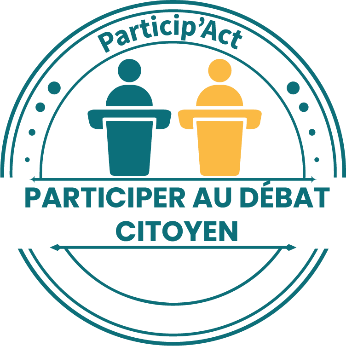 Particip'Act
PARTICIPER AU DÉBAT
CITOYEN